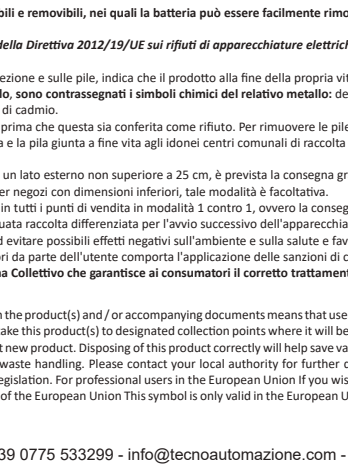 bili e removibili, nei quali la batteria può essere facilmente rimo
della Direttiva 2012/19/UE sui rifiuti di apparecchiature elettrich
ezione e sulle pile, indica che il prodotto alla fine della propria vit
lo, sono contrassegnati i simboli chimici del relativo metallo: de
di cadmio.
prima che questa sia conferita come rifiuto. Per rimuovere le pile
a e la pila giunta a fine vita agli idonei centri comunali di raccolta
un lato esterno non superiore a 25 cm, è prevista la consegna gr
er negozi con dimensioni inferiori, tale modalità è facoltativa.
in tutti i punti di vendita in modalità 1 contro 1, ovvero la conseg
uata raccolta differenziata per l'avvio successivo dell'apparecchia
d evitare possibili effetti negativi sull'ambiente e sulla salute e fav
ori da parte dell'utente comporta l'applicazione delle sanzioni di c
na Collettivo che garantisce ai consumatori il corretto trattamen
n the product(s) and / or accompanying documents means that use
ake this product(s) to designated collection points where it will be
t new product. Disposing of this product correctly will help save va
waste handling. Please contact your local authority for further d
egislation. For professional users in the European Union If you wis
of the European Union This symbol is only valid in the European U
39 0775 533299 - info@tecnoautomazione.com -